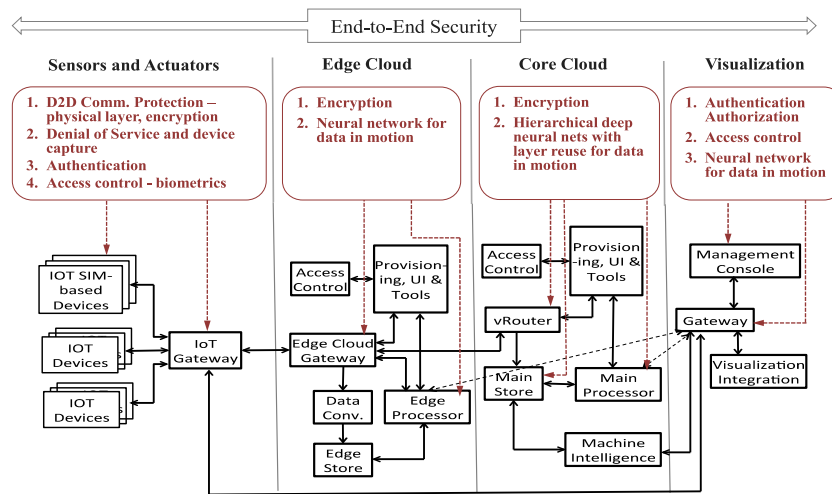 End-to-End Security
Sensors and Actuators
Edge Cloud
Core Cloud
Visualization
1. D2D Comm. Protection –
physical layer, encryption
2. Denial of Service and device
capture
3. Authentication
4. Access control - biometrics
1. Encryption
2. Neural network for
data in motion
1. Encryption
2. Hierarchical deep
neural nets with
layer reuse for data
in motion
1. Authentication
Authorization
2. Access control
3. Neural network
for data in motion
IOT SIM-
based Devices
IOT Devices
IOT
Devices
IoT
Gateway
Access
Control
Provision-
ing, UI &
Tools
Edge Cloud
Gateway
Data
Conv.
Edge
Processor
Edge
Store
Access
Control
Provision
-ing, UI &
Tools
vRouter
Main
Store
Main
Processor
Machine
Intelligence
Management
Console
Gateway
Visualization
Integration